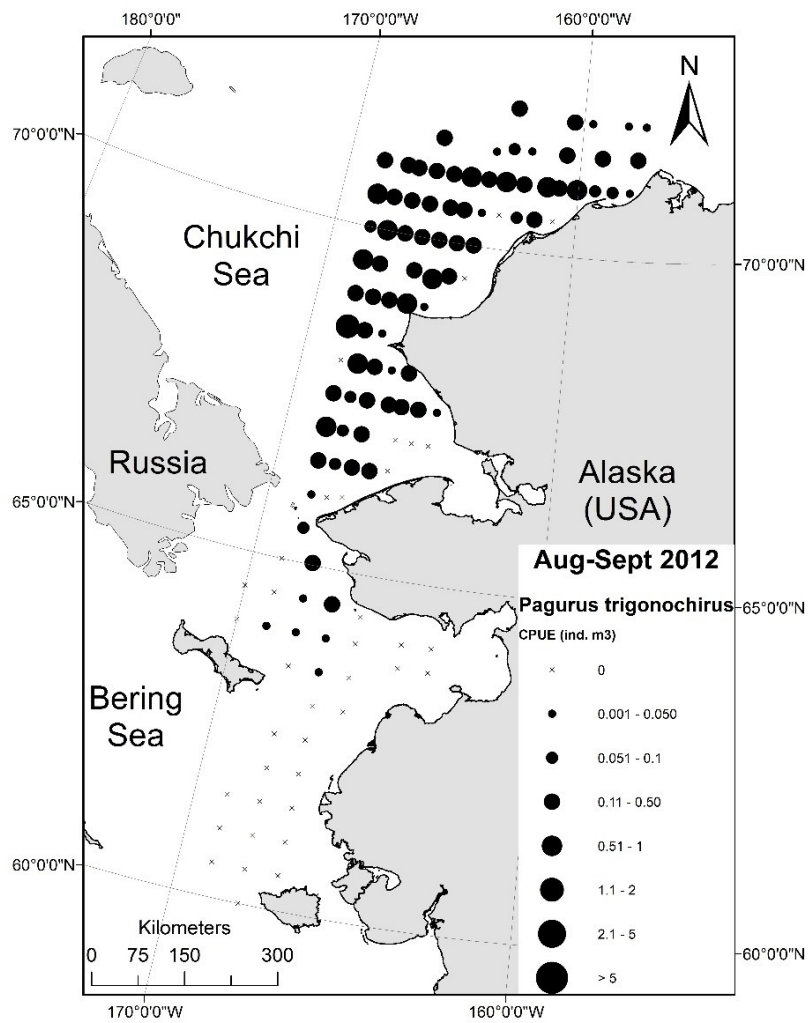 180°0'0"
170°0'0"W
160°0'0"W
N
70°0'0"N
Chukchi
Sea
70°0'0"N
Russia
Alaska
(USA)
65°0'0"N
Aug-Sept 2012
Pagurus trigonochirus
65°0'0"N
CPUE (ind. m3)
0
Bering
Sea
0.001 - 0.050
0.051 - 0.1
0.11 - 0.50
0.51 - 1
60°0'0"N
1.1 - 2
Kilometers
2.1 - 5
0 75 150 300
60°0'0"N
> 5
170°0'0"W
160°0'0"W